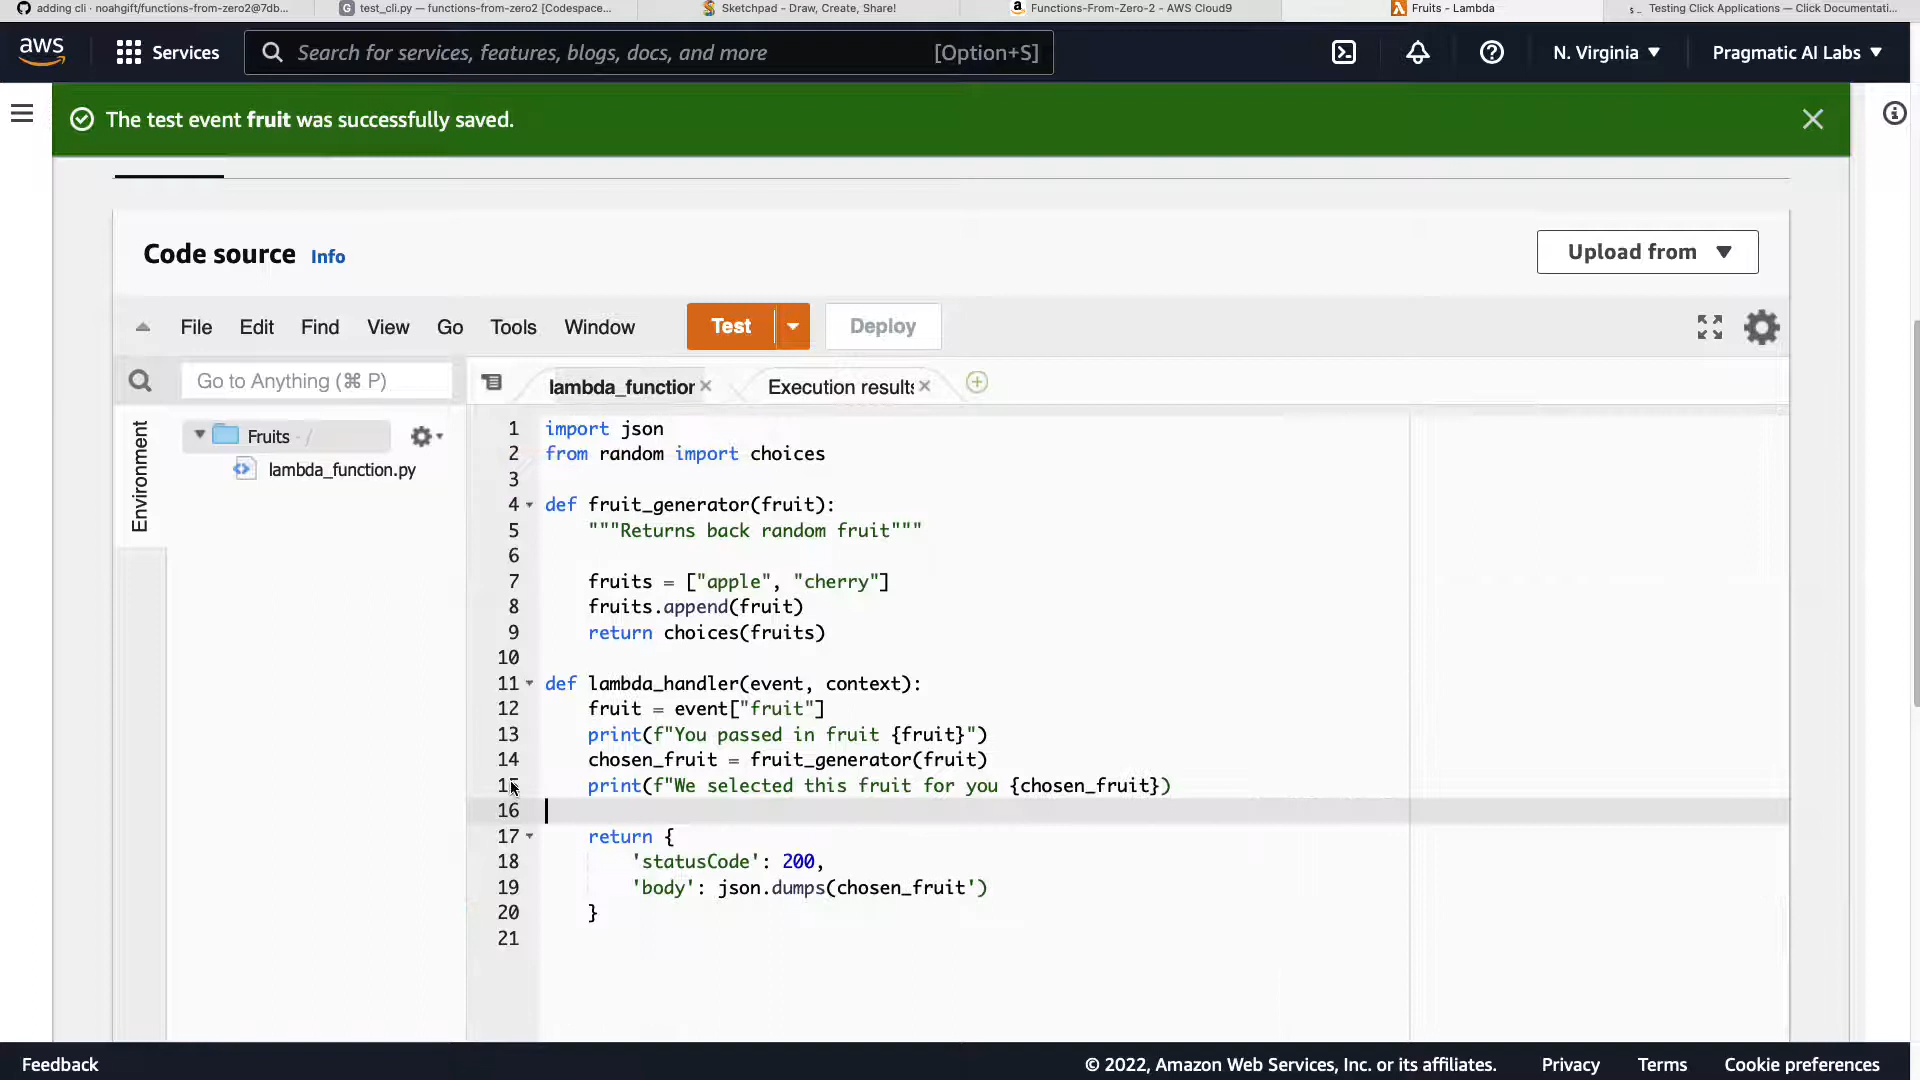 adding cli · noahgift/functions-from-zero2@7db...
test_cli.py — functions-from-zero2 [Codespace...
Sketchpad - Draw, Create, Share!
Functions-From-Zero-2 - AWS Cloud9
Fruits - Lambda
Testing Click Applications — Click Documentati...
aws
Services
Search for services, features, blogs, docs, and more
[Option+S]
N. Virginia
Pragmatic AI Labs
The test event fruit was successfully saved.
Code source
Info
Upload from
File
Edit
Find
View
Go
Tools
Window
Test
Deploy
Go to Anything (⌘ P)
lambda_function
Execution results
Environment
Fruits - /
lambda_function.py
1 import json
2 from random import choices
3
4 def fruit_generator(fruit):
5     """Returns back random fruit"""
6
7     fruits = ["apple", "cherry"]
8     fruits.append(fruit)
9     return choices(fruits)
10
11 def lambda_handler(event, context):
12     fruit = event["fruit"]
13     print(f"You passed in fruit {fruit}")
14     chosen_fruit = fruit_generator(fruit)
15     print(f"We selected this fruit for you {chosen_fruit})
16
17     return {
18         'statusCode': 200,
19         'body': json.dumps(chosen_fruit')
20     }
21
Feedback
© 2022, Amazon Web Services, Inc. or its affiliates.
Privacy
Terms
Cookie preferences